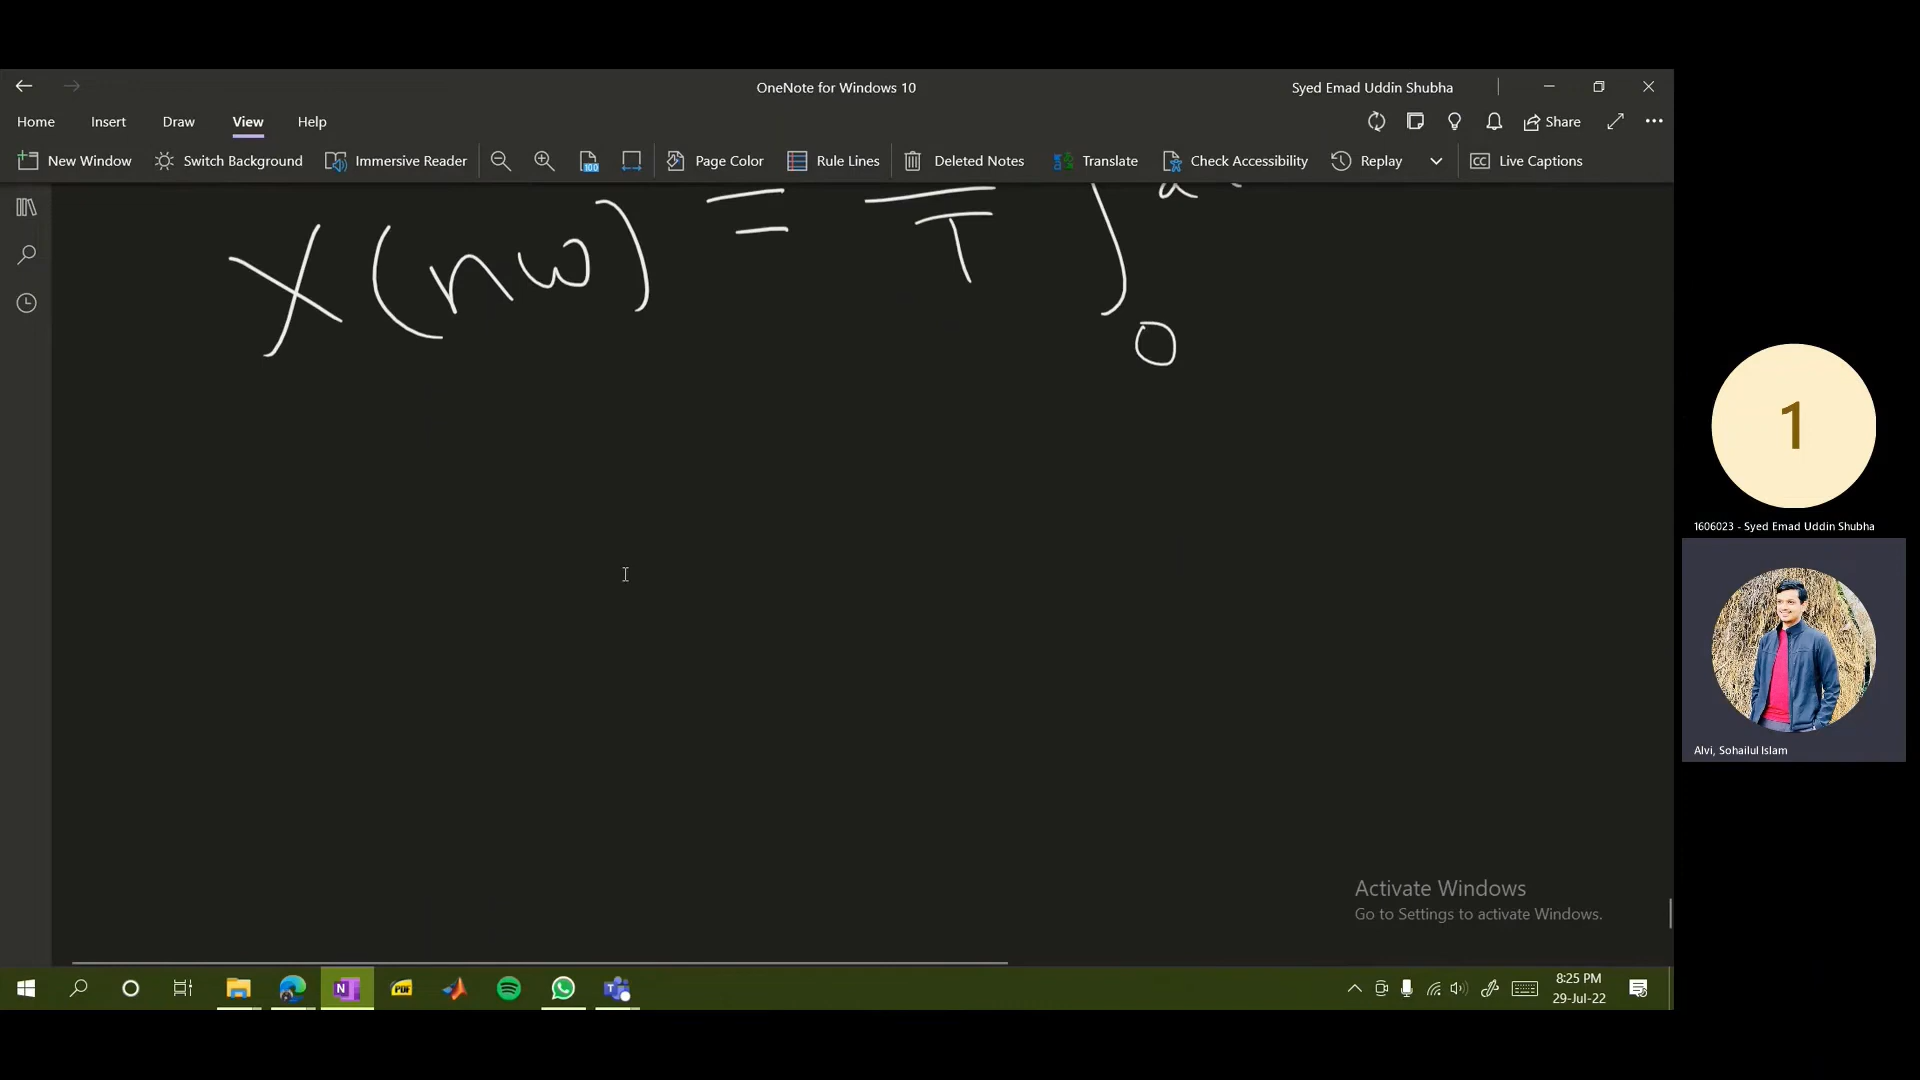 OneNote for Windows 10
Syed Emad Uddin Shubha
Home Insert Draw View Help
Share
New Window Switch Background Immersive Reader 100 Page Color Rule Lines Deleted Notes Translate Check Accessibility Replay CC Live Captions
X(nω) = — T ∫ 0
1
1606023 - Syed Emad Uddin Shubha
Alvi, Sohailul Islam
Activate Windows
Go to Settings to activate Windows.
N PDF
8:25 PM
29-Jul-22